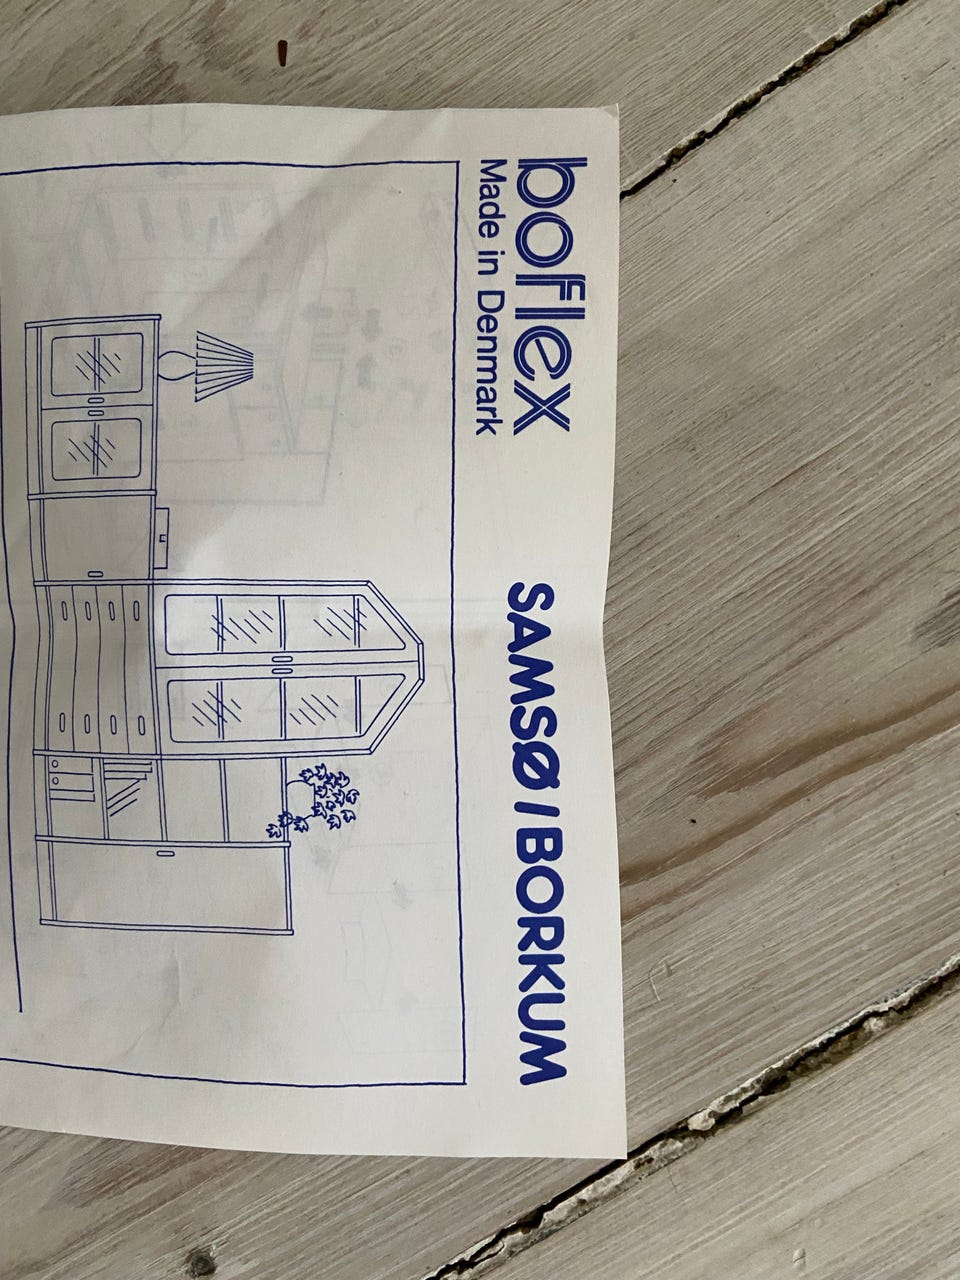 boflex
Made in Denmark
SAMSØ / BORKUM